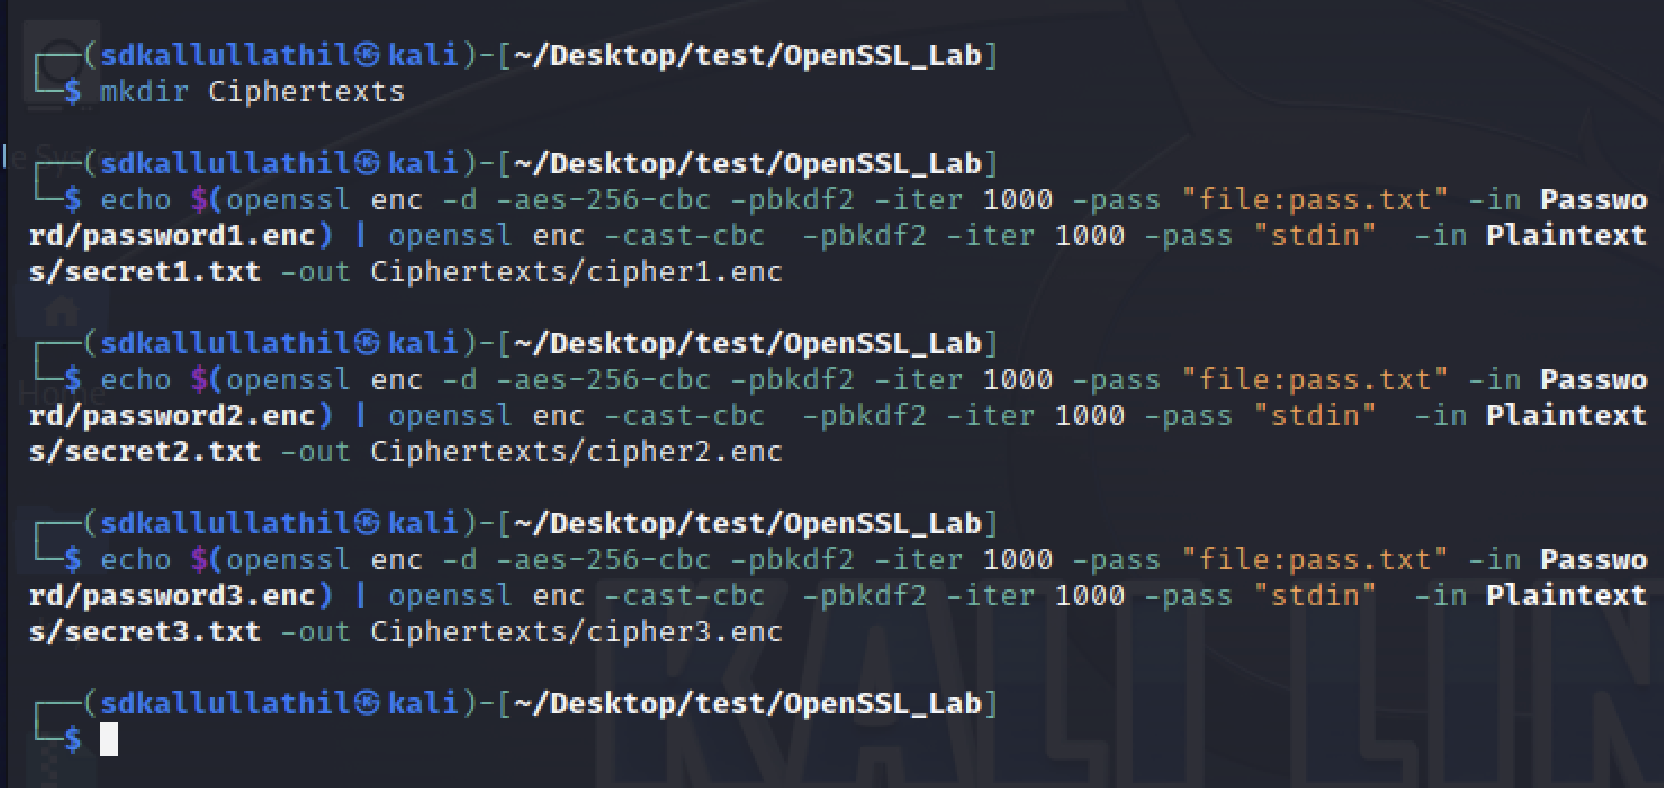 ┌──(sdkallullathil㉿kali)-[~/Desktop/test/OpenSSL_Lab]
└─$ mkdir Ciphertexts
┌──(sdkallullathil㉿kali)-[~/Desktop/test/OpenSSL_Lab]
└─$ echo $(openssl enc -d -aes-256-cbc -pbkdf2 -iter 1000 -pass "file:pass.txt" -in Passwo
rd/password1.enc) | openssl enc -cast-cbc  -pbkdf2 -iter 1000 -pass "stdin"  -in Plaintext
s/secret1.txt -out Ciphertexts/cipher1.enc
┌──(sdkallullathil㉿kali)-[~/Desktop/test/OpenSSL_Lab]
└─$ echo $(openssl enc -d -aes-256-cbc -pbkdf2 -iter 1000 -pass "file:pass.txt" -in Passwo
rd/password2.enc) | openssl enc -cast-cbc  -pbkdf2 -iter 1000 -pass "stdin"  -in Plaintext
s/secret2.txt -out Ciphertexts/cipher2.enc
┌──(sdkallullathil㉿kali)-[~/Desktop/test/OpenSSL_Lab]
└─$ echo $(openssl enc -d -aes-256-cbc -pbkdf2 -iter 1000 -pass "file:pass.txt" -in Passwo
rd/password3.enc) | openssl enc -cast-cbc  -pbkdf2 -iter 1000 -pass "stdin"  -in Plaintext
s/secret3.txt -out Ciphertexts/cipher3.enc
┌──(sdkallullathil㉿kali)-[~/Desktop/test/OpenSSL_Lab]
└─$
Home
KALI LIN